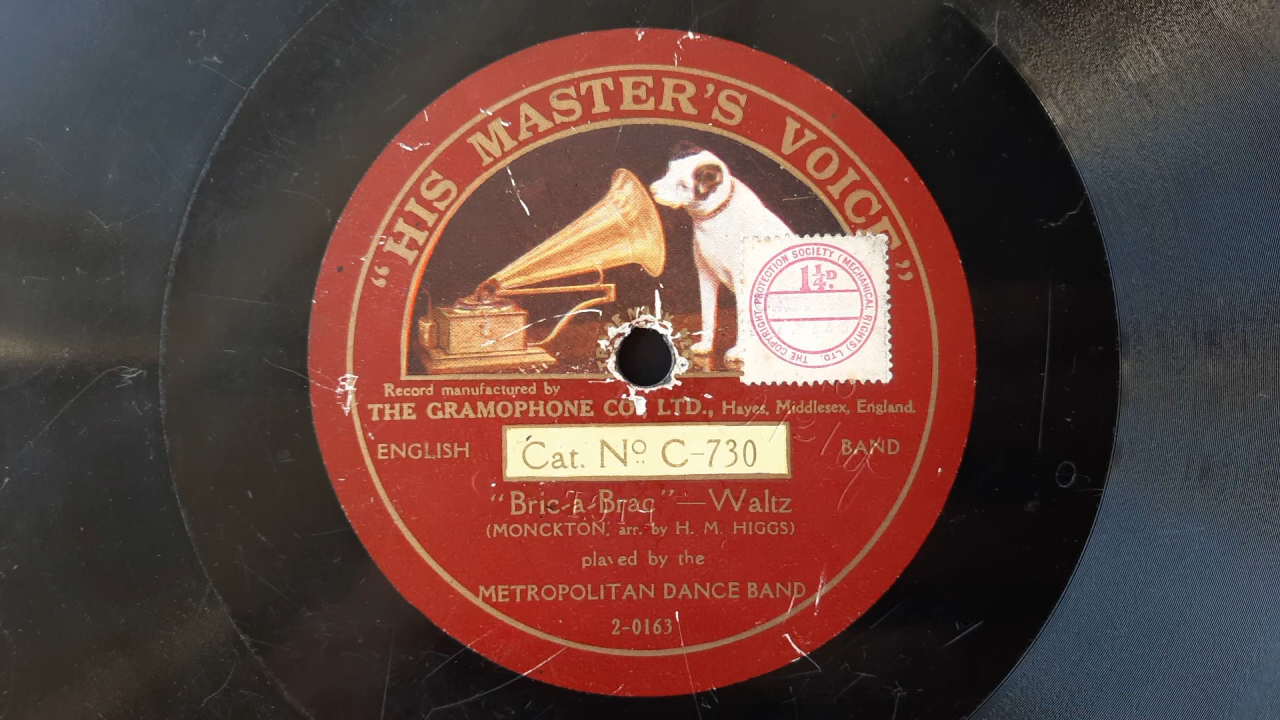 “HIS MASTER'S VOICE”
THE COPYRIGHT PROTECTION SOCIETY (MECHANICAL RIGHTS) LTD.
1¼D.
Record manufactured by
THE GRAMOPHONE CO., LTD., Hayes, Middlesex, England.
ENGLISH
Cat. No. C-730
BAND
“Bric-à-Brac”—Waltz
(MONCKTON, arr. by H. M. HIGGS)
played by the
METROPOLITAN DANCE BAND
2-0163